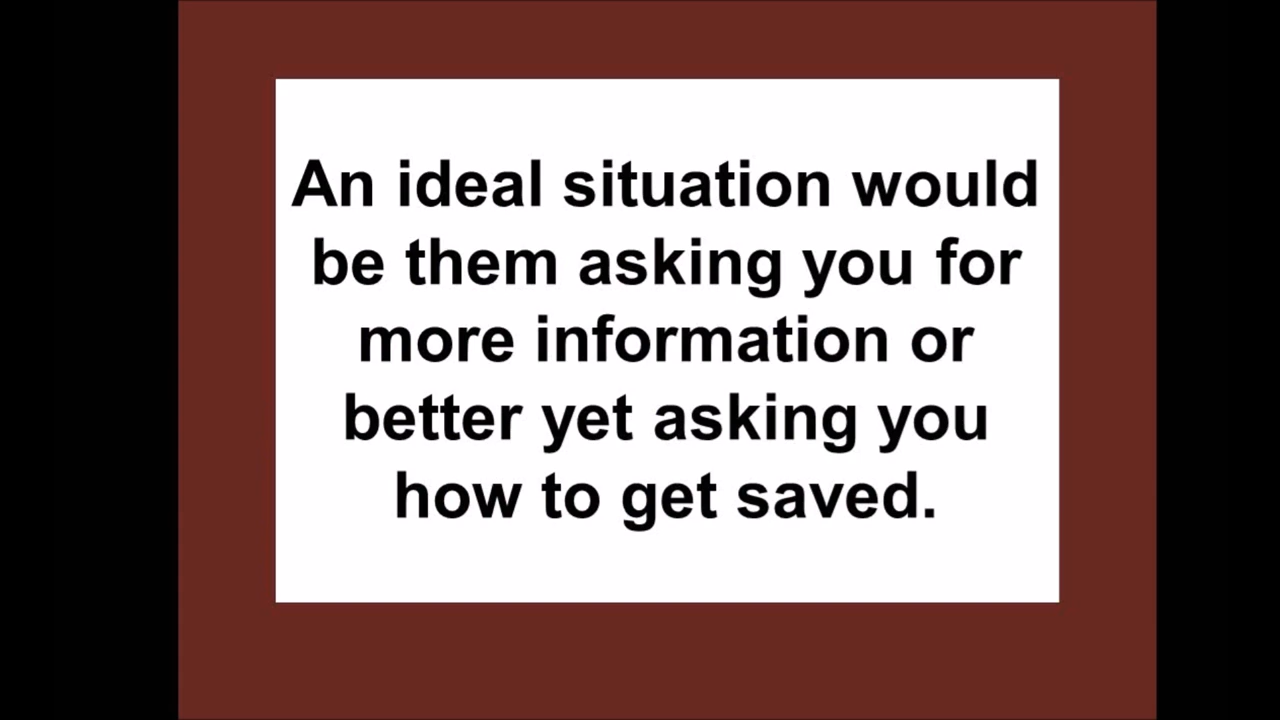 An ideal situation would
be them asking you for
more information or
better yet asking you
how to get saved.